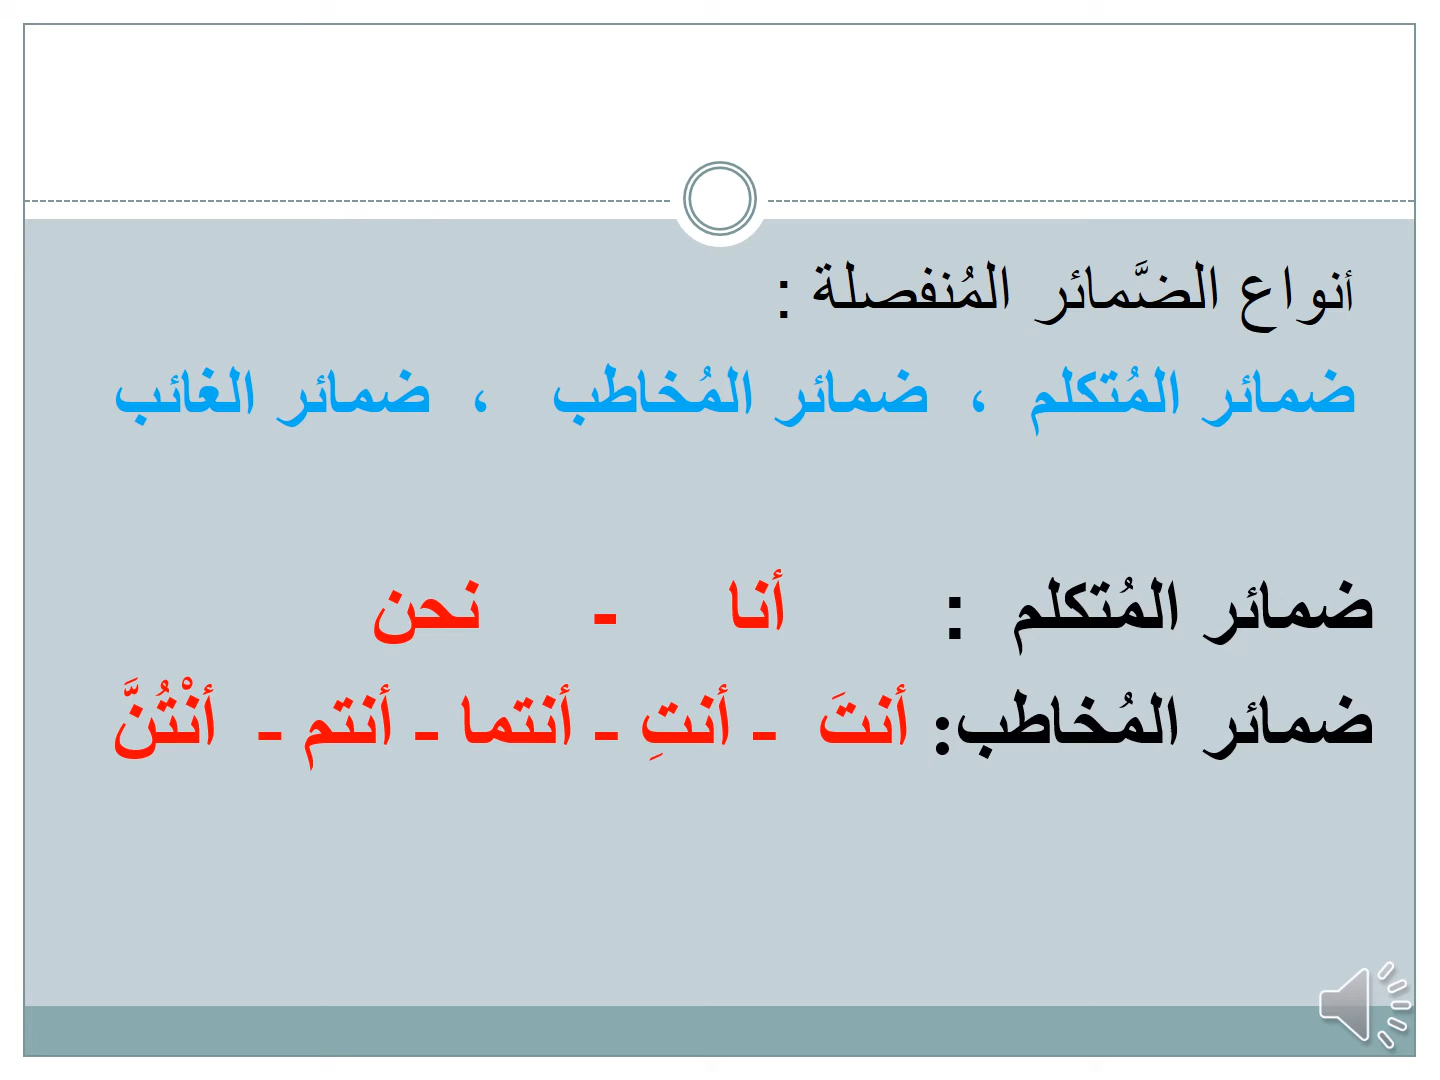 أنواع الضَّمائر المُنفصلة :
ضمائر المُتكلم ، ضمائر المُخاطب ، ضمائر الغائب
ضمائر المُتكلم : أنا - نحن
ضمائر المُخاطب: أنتَ - أنتِ - أنتما - أنتم - أنْتُنَّ